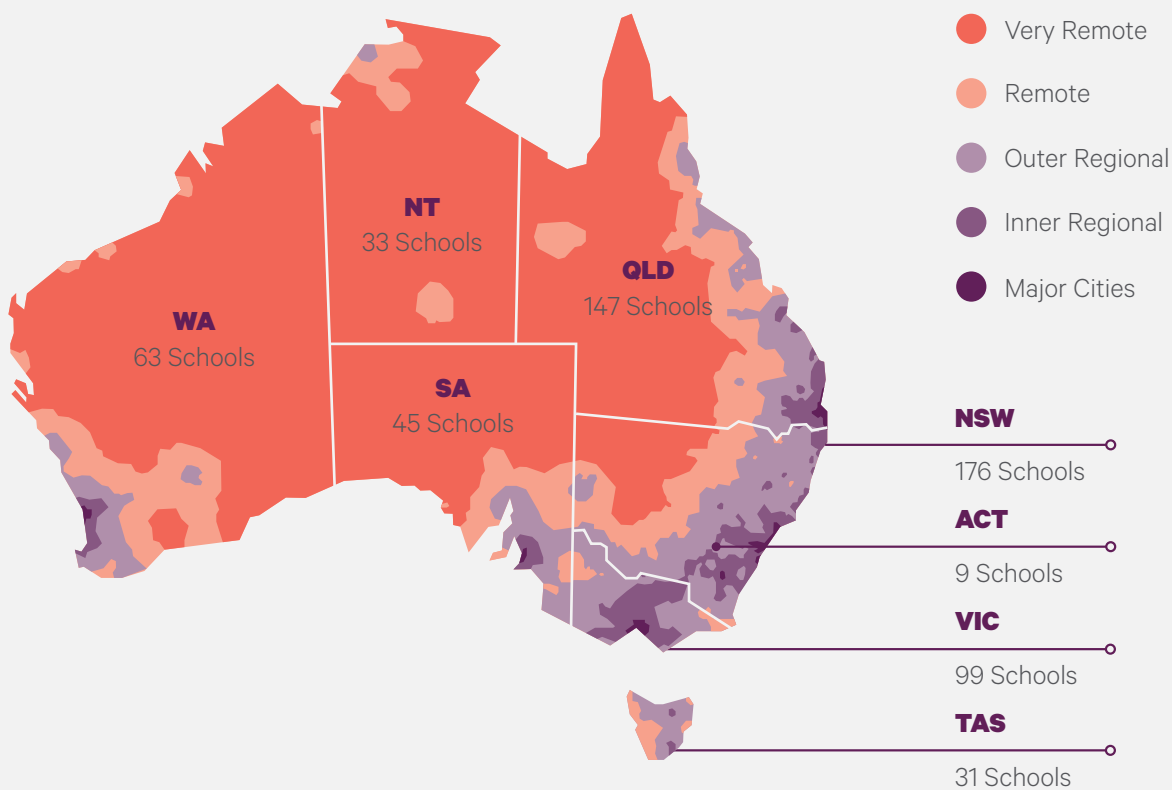 Very Remote
Remote
Outer Regional
Inner Regional
Major Cities
NT
33 Schools
QLD
147 Schools
WA
63 Schools
SA
45 Schools
NSW
176 Schools
ACT
9 Schools
VIC
99 Schools
TAS
31 Schools